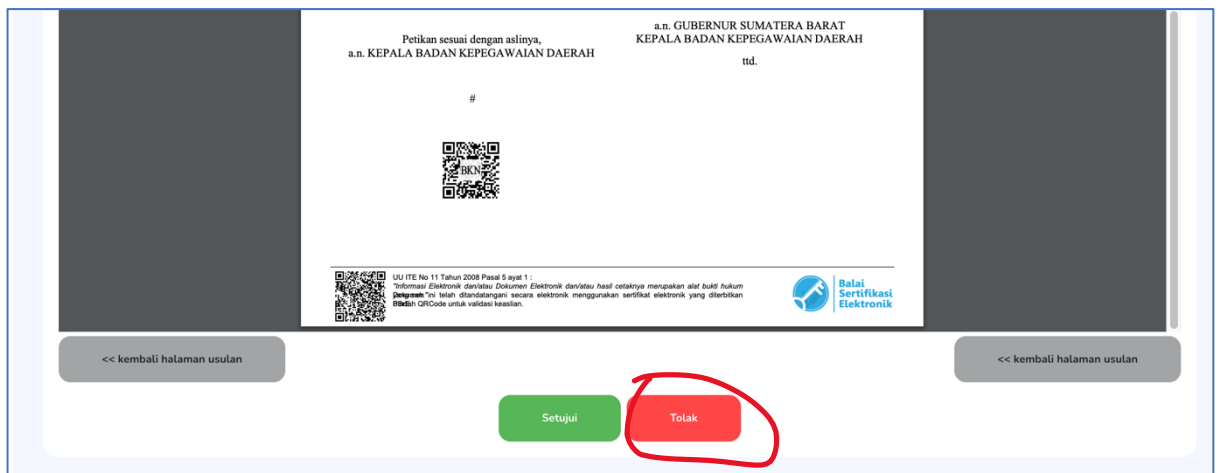 a.n. GUBERNUR SUMATERA BARAT
Petikan sesuai dengan aslinya,
KEPALA BADAN KEPEGAWAIAN DAERAH
a.n. KEPALA BADAN KEPEGAWAIAN DAERAH
ttd.
#
BKN
UU ITE No 11 Tahun 2008 Pasal 5 ayat 1 :
"Informasi Elektronik dan/atau Dokumen Elektronik dan/atau hasil cetaknya merupakan alat bukti hukum
ini telah ditandatangani secara elektronik menggunakan sertifikat elektronik yang diterbitkan
QRCode untuk validasi keaslian.
Balai
Sertifikasi
Elektronik
<< kembali halaman usulan
<< kembali halaman usulan
Setujui
Tolak